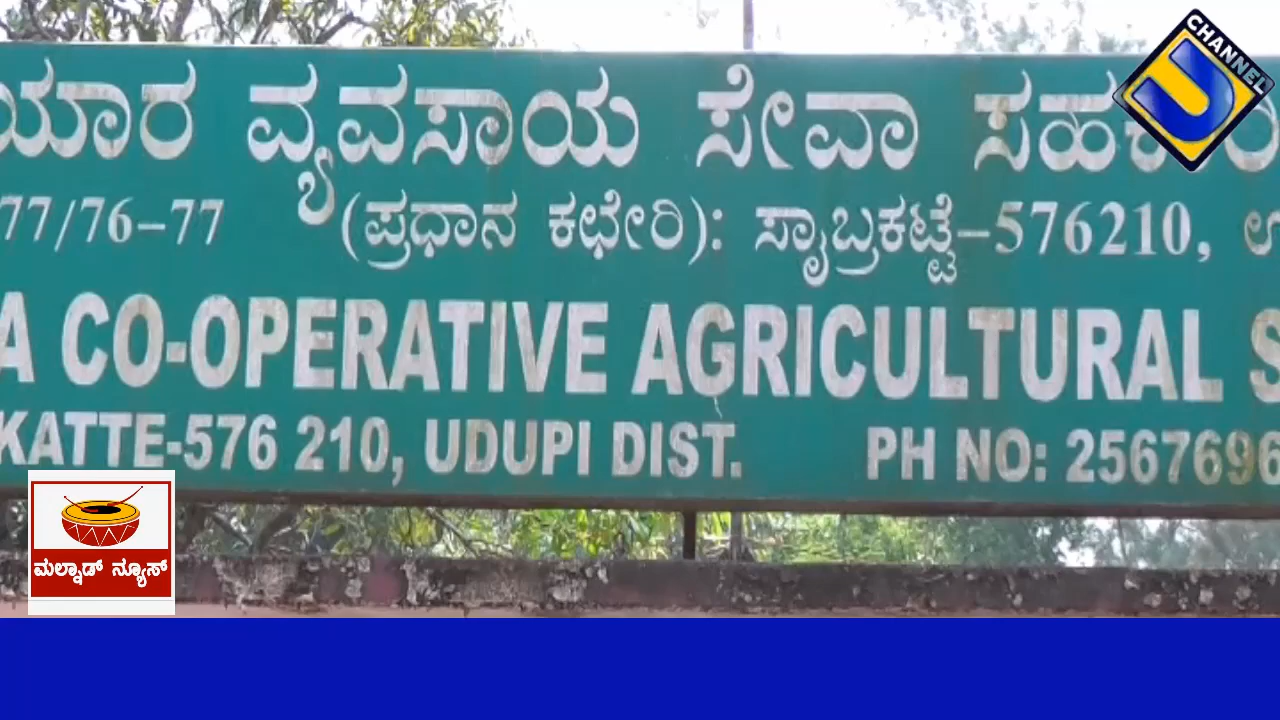 ಯಾರ ವ್ಯವಸಾಯ ಸೇವಾ ಸಹಕ
77/76-77 (ಪ್ರಧಾನ ಕಛೇರಿ): ಸ್ಯಾಬ್ರಕಟ್ಟೆ-576210,
A CO-OPERATIVE AGRICULTURAL S
KATTE-576 210, UDUPI DIST. PH NO: 2567696
CHANNEL
U
ಮಲ್ನಾಡ್ ನ್ಯೂಸ್